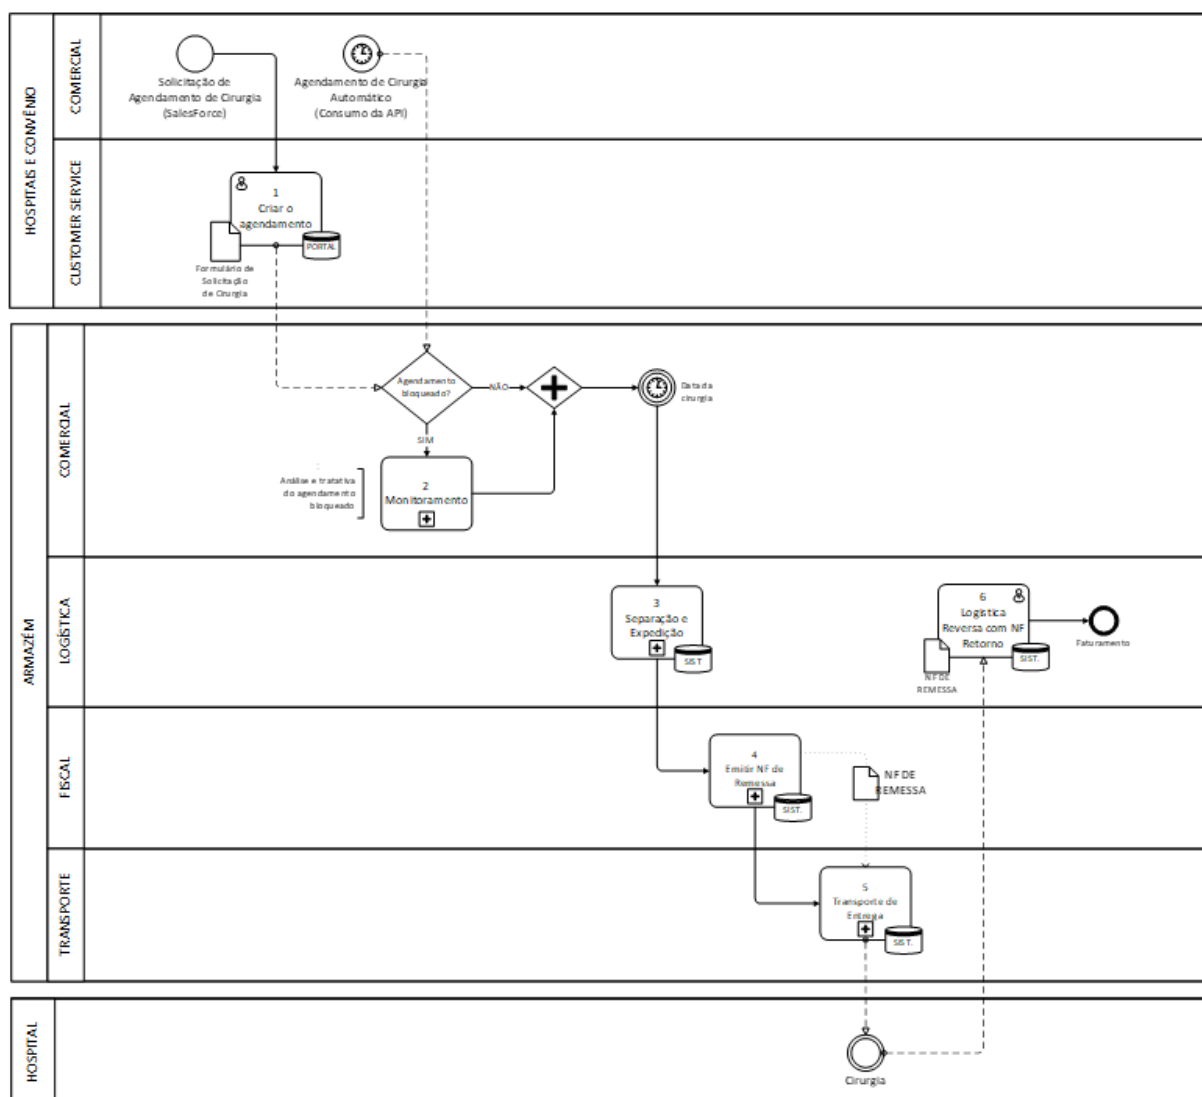 HOSPITAIS E CONVÊNIO
COMERCIAL
Solicitação de
Agendamento de Cirurgia
(SalesForce)
Agendamento de Cirurgia
Automático
(Consumo da API)
CUSTOMER SERVICE
1
Criar o
agendamento
PORTAL
Formulário de
Solicitação
de Cirurgia
ARMAZÉM
COMERCIAL
Agendamento
bloqueado?
NÃO
Data da
cirurgia
SIM
Análise e tratativa
do agendamento
bloqueado
2
Monitoramento
LOGÍSTICA
3
Separação e
Expedição
SIST
6
Logística
Reversa com NF
Retorno
SIST.
NF DE
REMESSA
Faturamento
FISCAL
4
Emitir NF de
Remessa
SIST.
NF DE
REMESSA
TRANSPORTE
5
Transporte de
Entrega
SIST.
HOSPITAL
Cirurgia